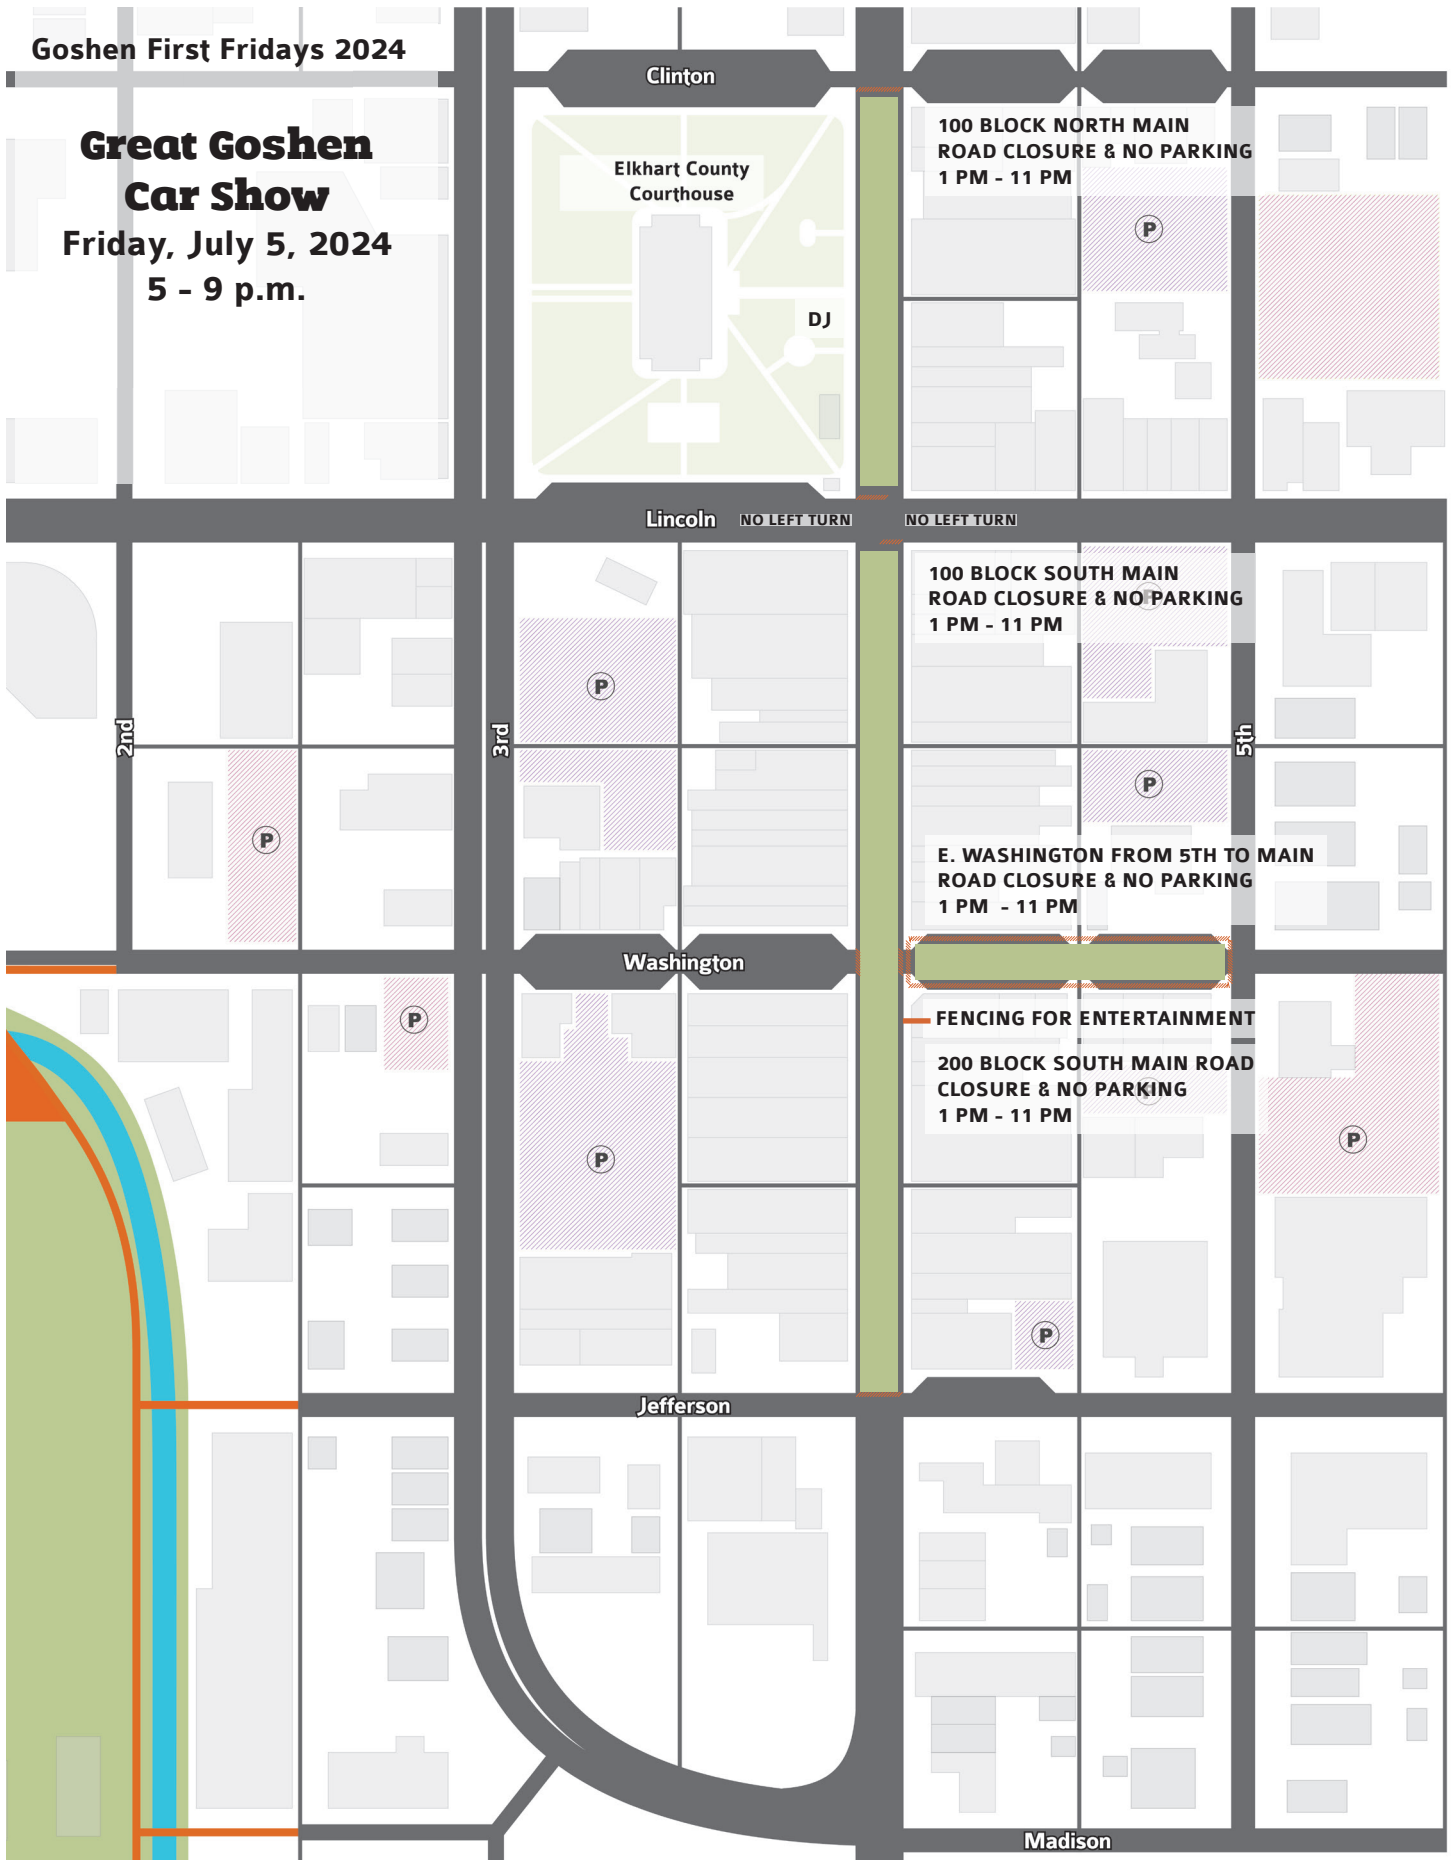 Goshen First Fridays 2024
Great Goshen
Car Show
Friday, July 5, 2024
5 - 9 p.m.
Clinton
100 BLOCK NORTH MAIN
ROAD CLOSURE & NO PARKING
1 PM - 11 PM
Elkhart County
Courthouse
P
DJ
Lincoln
NO LEFT TURN
NO LEFT TURN
100 BLOCK SOUTH MAIN
ROAD CLOSURE & NO PARKING
1 PM - 11 PM
P
P
2nd
3rd
5th
P
P
E. WASHINGTON FROM 5TH TO MAIN
ROAD CLOSURE & NO PARKING
1 PM - 11 PM
Washington
P
FENCING FOR ENTERTAINMENT
200 BLOCK SOUTH MAIN ROAD
CLOSURE & NO PARKING
1 PM - 11 PM
P
P
P
P
Jefferson
Madison